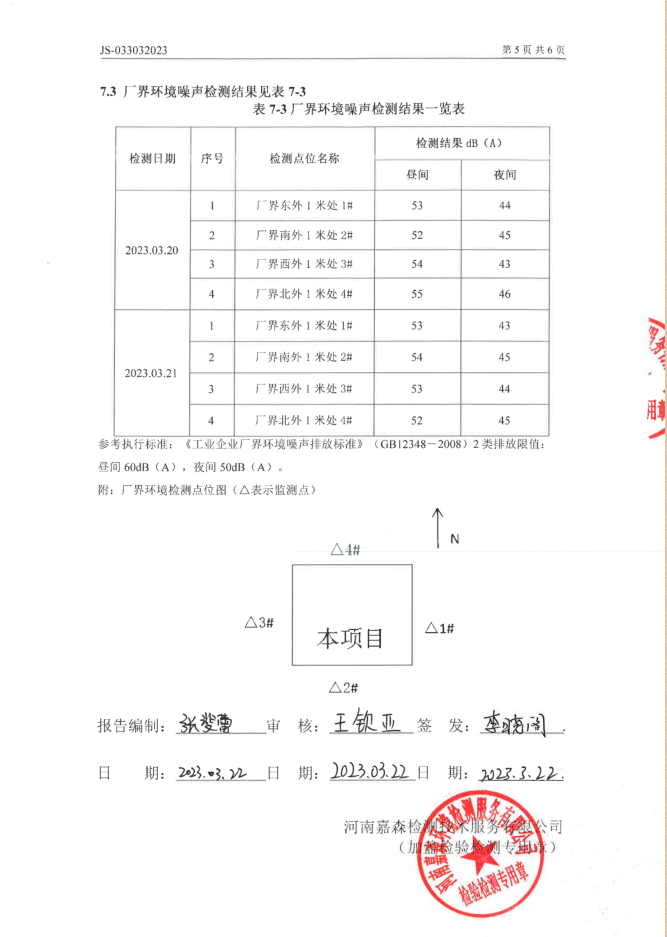 JS-033032023 第 5 页 共 6 页
7.3 厂界环境噪声检测结果见表 7-3
表 7-3 厂界环境噪声检测结果一览表
检测日期 序号 检测点位名称 检测结果 dB（A）
昼间 夜间
2023.03.20
1 厂界东外 1 米处 1# 53 44
2 厂界南外 1 米处 2# 52 45
3 厂界西外 1 米处 3# 54 43
4 厂界北外 1 米处 4# 55 46
2023.03.21
1 厂界东外 1 米处 1# 53 43
2 厂界南外 1 米处 2# 54 45
3 厂界西外 1 米处 3# 53 44
4 厂界北外 1 米处 4# 52 45
参考执行标准：《工业企业厂界环境噪声排放标准》（GB12348－2008）2 类排放限值：
昼间 60dB（A），夜间 50dB（A）。
附：厂界环境检测点位图（△表示监测点）
N
△4#
△3# 本项目 △1#
△2#
报告编制： 审 核：王钦亚 签 发：
日 期：2023.03.22 日 期：2023.03.22 日 期：2023.3.22.
河南嘉森检测技术服务有限公司
（加盖检验检测专用章）
检验检测专用章
用章